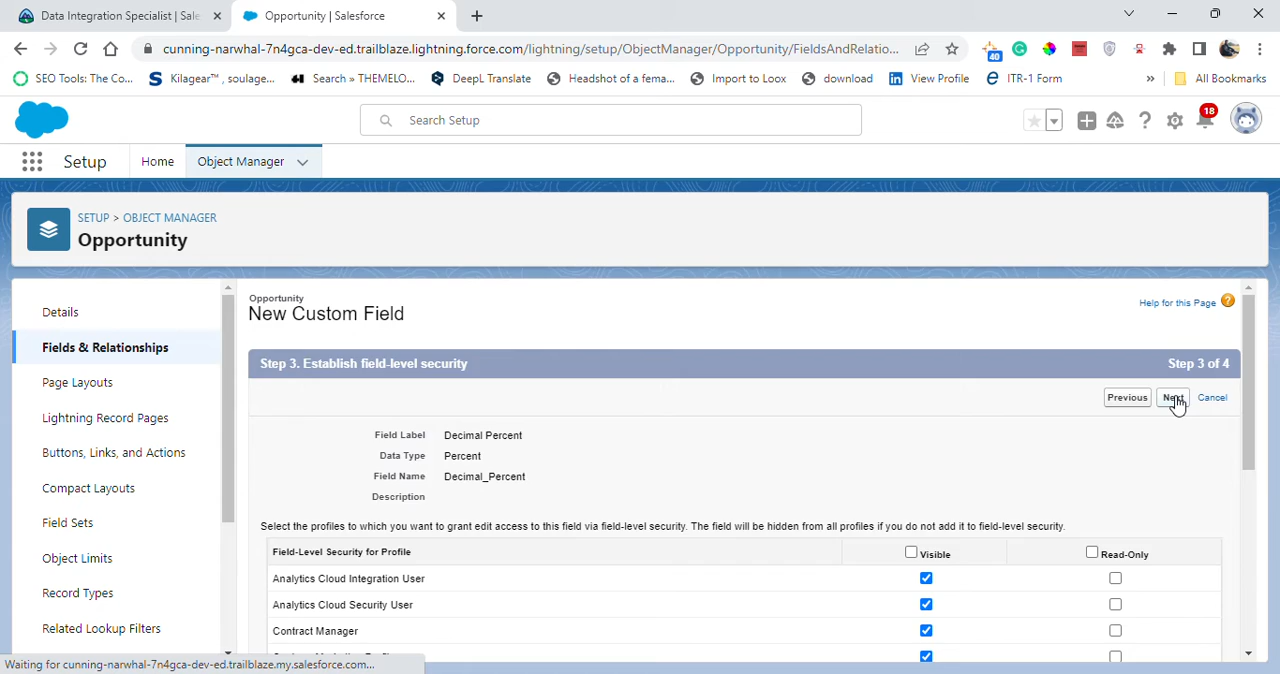 Data Integration Specialist | Sale
Opportunity | Salesforce
cunning-narwhal-7n4gca-dev-ed.trailblaze.lightning.force.com/lightning/setup/ObjectManager/Opportunity/FieldsAndRelatio...
40
SEO Tools: The Co...
Kilagear™ , soulage...
Search » THEMELO...
DeepL Translate
Headshot of a fema...
Import to Loox
download
View Profile
ITR-1 Form
»
All Bookmarks
Search Setup
18
Setup
Home
Object Manager
SETUP > OBJECT MANAGER
Opportunity
Details
Fields & Relationships
Page Layouts
Lightning Record Pages
Buttons, Links, and Actions
Compact Layouts
Field Sets
Object Limits
Record Types
Related Lookup Filters
Opportunity
New Custom Field
Help for this Page
Step 3. Establish field-level security
Step 3 of 4
Previous
Next
Cancel
Field Label Decimal Percent
Data Type Percent
Field Name Decimal_Percent
Description
Select the profiles to which you want to grant edit access to this field via field-level security. The field will be hidden from all profiles if you do not add it to field-level security.
Field-Level Security for Profile
Visible
Read-Only
Analytics Cloud Integration User
Analytics Cloud Security User
Contract Manager
Waiting for cunning-narwhal-7n4gca-dev-ed.trailblaze.my.salesforce.com...